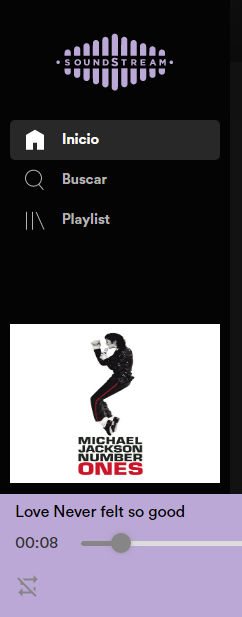 SOUNDSTREAM
Inicio
Buscar
Playlist
MICHAEL
JACKSON
NUMBER
ONES
Love Never felt so good
00:08